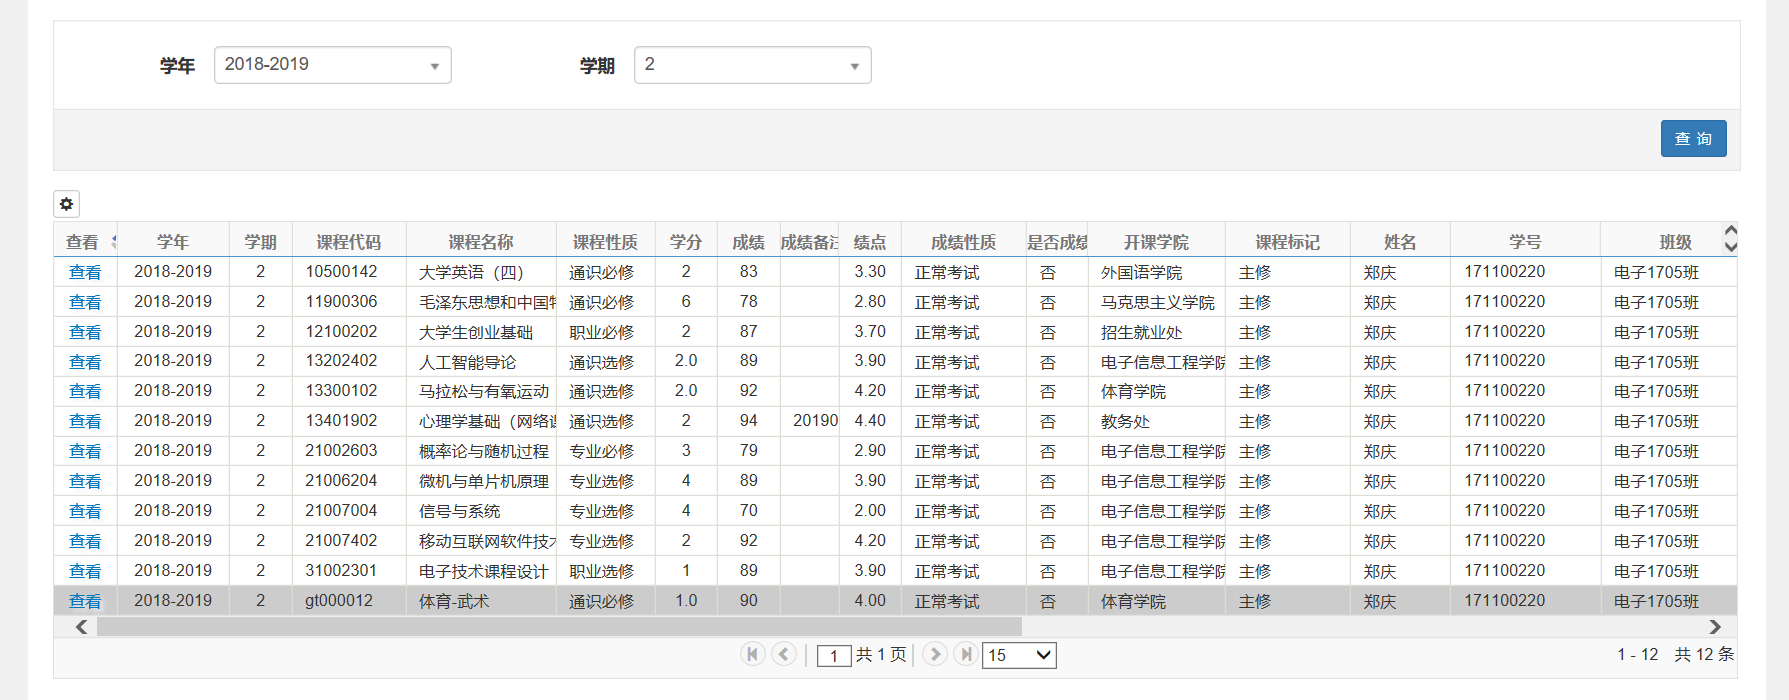 学年 2018-2019 学期 2
查 询
查看 学年 学期 课程代码 课程名称 课程性质 学分 成绩 成绩备注 绩点 成绩性质 是否成绩 开课学院 课程标记 姓名 学号 班级
查看 2018-2019 2 10500142 大学英语（四） 通识必修 2 83 3.30 正常考试 否 外国语学院 主修 郑庆 171100220 电子1705班
查看 2018-2019 2 11900306 毛泽东思想和中国特 通识必修 6 78 2.80 正常考试 否 马克思主义学院 主修 郑庆 171100220 电子1705班
查看 2018-2019 2 12100202 大学生创业基础 职业必修 2 87 3.70 正常考试 否 招生就业处 主修 郑庆 171100220 电子1705班
查看 2018-2019 2 13202402 人工智能导论 通识选修 2.0 89 3.90 正常考试 否 电子信息工程学院 主修 郑庆 171100220 电子1705班
查看 2018-2019 2 13300102 马拉松与有氧运动 通识选修 2.0 92 4.20 正常考试 否 体育学院 主修 郑庆 171100220 电子1705班
查看 2018-2019 2 13401902 心理学基础（网络课 通识选修 2 94 20190 4.40 正常考试 否 教务处 主修 郑庆 171100220 电子1705班
查看 2018-2019 2 21002603 概率论与随机过程 专业必修 3 79 2.90 正常考试 否 电子信息工程学院 主修 郑庆 171100220 电子1705班
查看 2018-2019 2 21006204 微机与单片机原理 专业选修 4 89 3.90 正常考试 否 电子信息工程学院 主修 郑庆 171100220 电子1705班
查看 2018-2019 2 21007004 信号与系统 专业选修 4 70 2.00 正常考试 否 电子信息工程学院 主修 郑庆 171100220 电子1705班
查看 2018-2019 2 21007402 移动互联网软件技术 专业选修 2 92 4.20 正常考试 否 电子信息工程学院 主修 郑庆 171100220 电子1705班
查看 2018-2019 2 31002301 电子技术课程设计 职业选修 1 89 3.90 正常考试 否 电子信息工程学院 主修 郑庆 171100220 电子1705班
查看 2018-2019 2 gt000012 体育-武术 通识必修 1.0 90 4.00 正常考试 否 体育学院 主修 郑庆 171100220 电子1705班
1 共 1 页 15 1 - 12 共 12 条